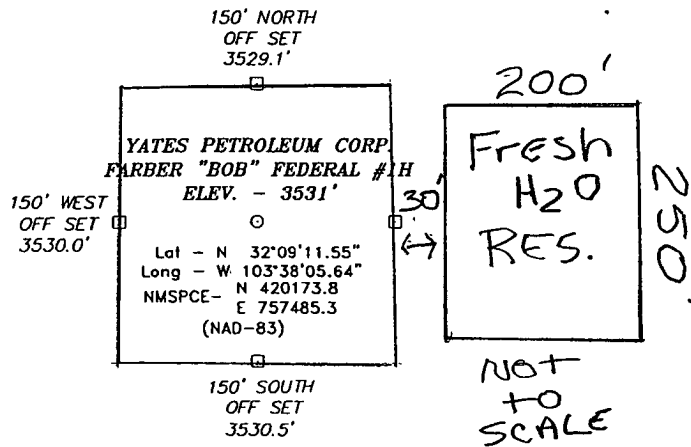 150' NORTH
OFF SET
3529.1'
YATES PETROLEUM CORP.
FARBER "BOB" FEDERAL #1H
ELEV. - 3531'
150' WEST
OFF SET
3530.0'
Lat - N 32°09'11.55"
Long - W 103°38'05.64"
NMSPCE- N 420173.8
E 757485.3
(NAD-83)
150' SOUTH
OFF SET
3530.5'
30'
200'
Fresh
H2O
RES.
250'
NOT
TO
SCALE